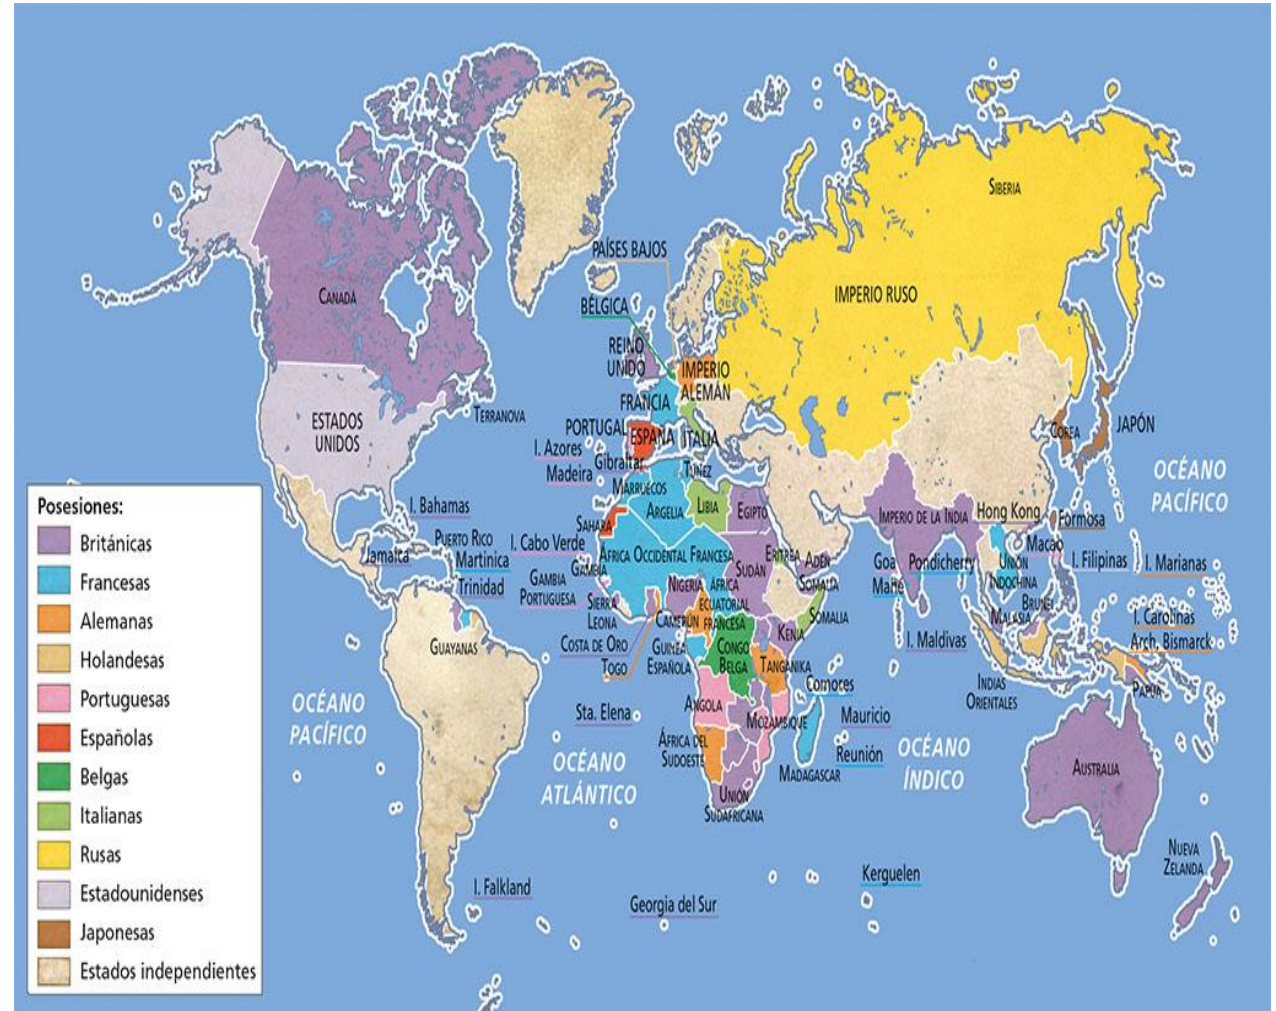 SIBERIA
PAÍSES BAJOS
CANADÁ
IMPERIO RUSO
BÉLGICA
REINO
UNIDO
IMPERIO
ALEMÁN
FRANCIA
TERRANOVA
ESTADOS
UNIDOS
PORTUGAL
ESPAÑA
ITALIA
COREA
JAPÓN
I. Azores
Gibraltar
Madeira
TÚNEZ
MARRUECOS
OCÉANO
PACÍFICO
Posesiones:
Británicas
Francesas
Alemanas
Holandesas
Portuguesas
Españolas
Belgas
Italianas
Rusas
Estadounidenses
Japonesas
Estados independientes
I. Bahamas
ARGELIA
LIBIA
EGIPTO
IMPERIO DE LA INDIA
Hong Kong
Formosa
SAHARA
Jamaica
PUERTO RICO
Martinica
Trinidad
I. Cabo Verde
ÁFRICA OCCIDENTAL FRANCESA
ERITREA
ADÉN
Macao
GAMBIA
GAMBIA
PORTUGUESA
NIGERIA
ÁFRICA
ECUATORIAL
FRANCESA
SUDÁN
SOMALIA
Goa
Mahé
Pondicherry
UNIÓN
INDOCHINA
I. Filipinas
I. Marianas
SIERRA
LEONA
CAMERÚN
SOMALIA
BRUNEI
MALASIA
I. Carolinas
Arch. Bismarck
GUAYANAS
COSTA DE ORO
TOGO
GUINEA
ESPAÑOLA
CONGO
BELGA
KENIA
TANGANIKA
I. Maldivas
INDIAS
ORIENTALES
PAPÚA
Comores
OCÉANO
PACÍFICO
Sta. Elena
ANGOLA
MOZAMBIQUE
Mauricio
Reunión
ÁFRICA DEL
SUDOESTE
MADAGASCAR
OCÉANO
ATLÁNTICO
OCÉANO
ÍNDICO
AUSTRALIA
UNIÓN
SUDAFRICANA
NUEVA
ZELANDA
I. Falkland
Georgia del Sur
Kerguelen